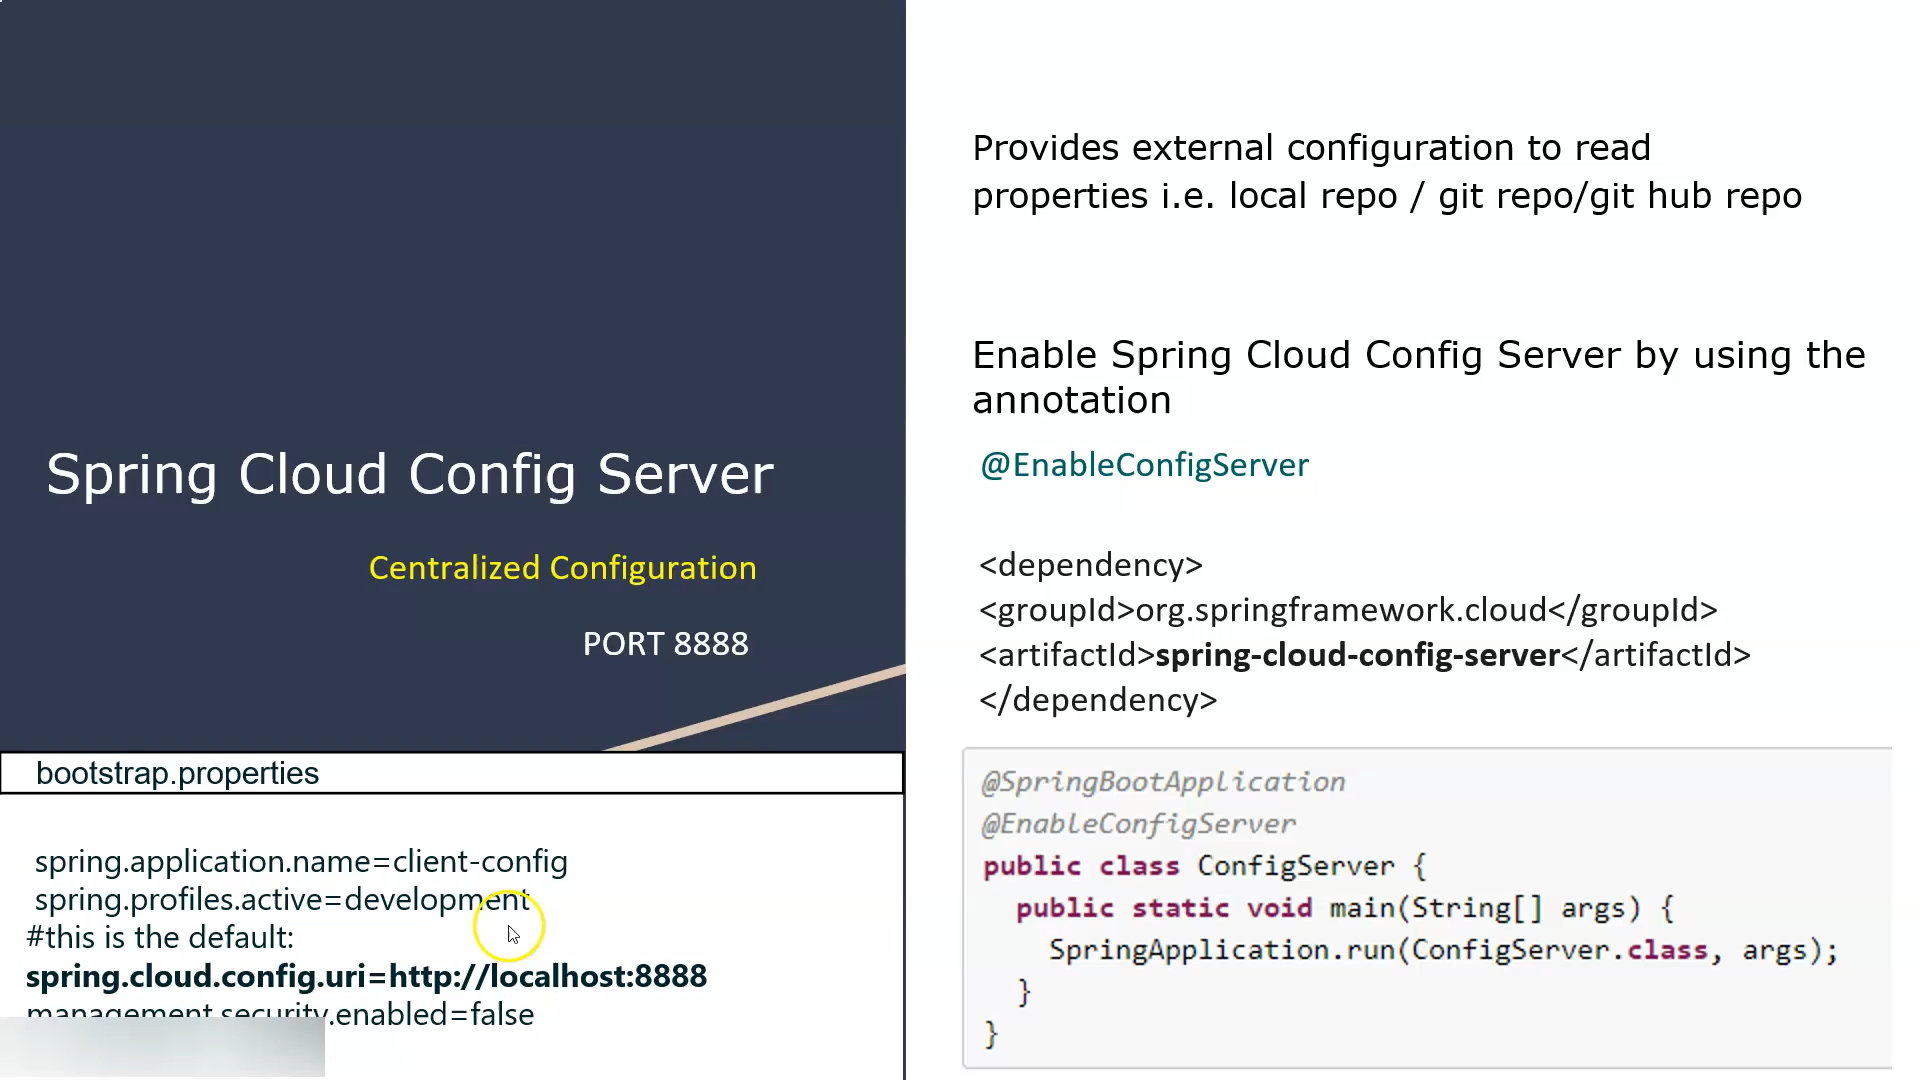 Spring Cloud Config Server
Centralized Configuration
PORT 8888
bootstrap.properties
spring.application.name=client-config
spring.profiles.active=development
#this is the default:
spring.cloud.config.uri=http://localhost:8888
management.security.enabled=false
Provides external configuration to read
properties i.e. local repo / git repo/git hub repo
Enable Spring Cloud Config Server by using the
annotation
@EnableConfigServer
<dependency>
<groupId>org.springframework.cloud</groupId>
<artifactId>spring-cloud-config-server</artifactId>
</dependency>
@SpringBootApplication
@EnableConfigServer
public class ConfigServer {
public static void main(String[] args) {
SpringApplication.run(ConfigServer.class, args);
}
}